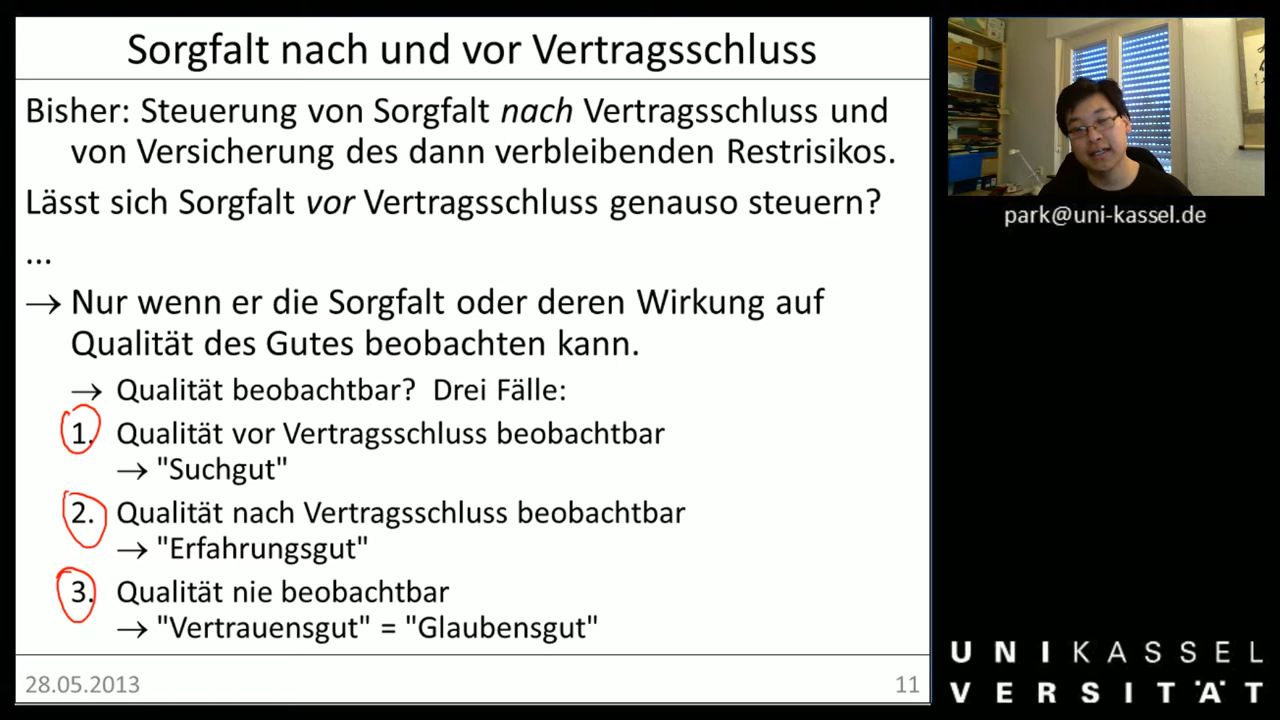 Sorgfalt nach und vor Vertragsschluss
Bisher: Steuerung von Sorgfalt nach Vertragsschluss und
von Versicherung des dann verbleibenden Restrisikos.
Lässt sich Sorgfalt vor Vertragsschluss genauso steuern?
...
→ Nur wenn er die Sorgfalt oder deren Wirkung auf
Qualität des Gutes beobachten kann.
→ Qualität beobachtbar? Drei Fälle:
1. Qualität vor Vertragsschluss beobachtbar
→ "Suchgut"
2. Qualität nach Vertragsschluss beobachtbar
→ "Erfahrungsgut"
3. Qualität nie beobachtbar
→ "Vertrauensgut" = "Glaubensgut"
28.05.2013
11
park@uni-kassel.de
UNIKASSEL
VERSITÄT